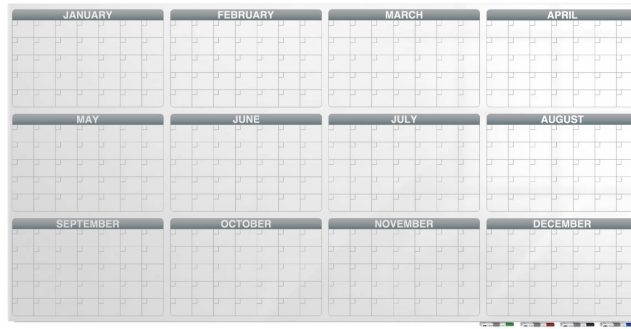 JANUARY
FEBRUARY
MARCH
APRIL
MAY
JUNE
JULY
AUGUST
SEPTEMBER
OCTOBER
NOVEMBER
DECEMBER